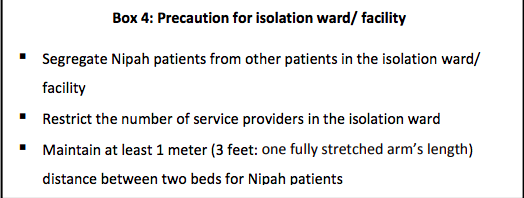 Box 4: Precaution for isolation ward/ facility
▪ Segregate Nipah patients from other patients in the isolation ward/
facility
▪ Restrict the number of service providers in the isolation ward
▪ Maintain at least 1 meter (3 feet: one fully stretched arm's length)
distance between two beds for Nipah patients